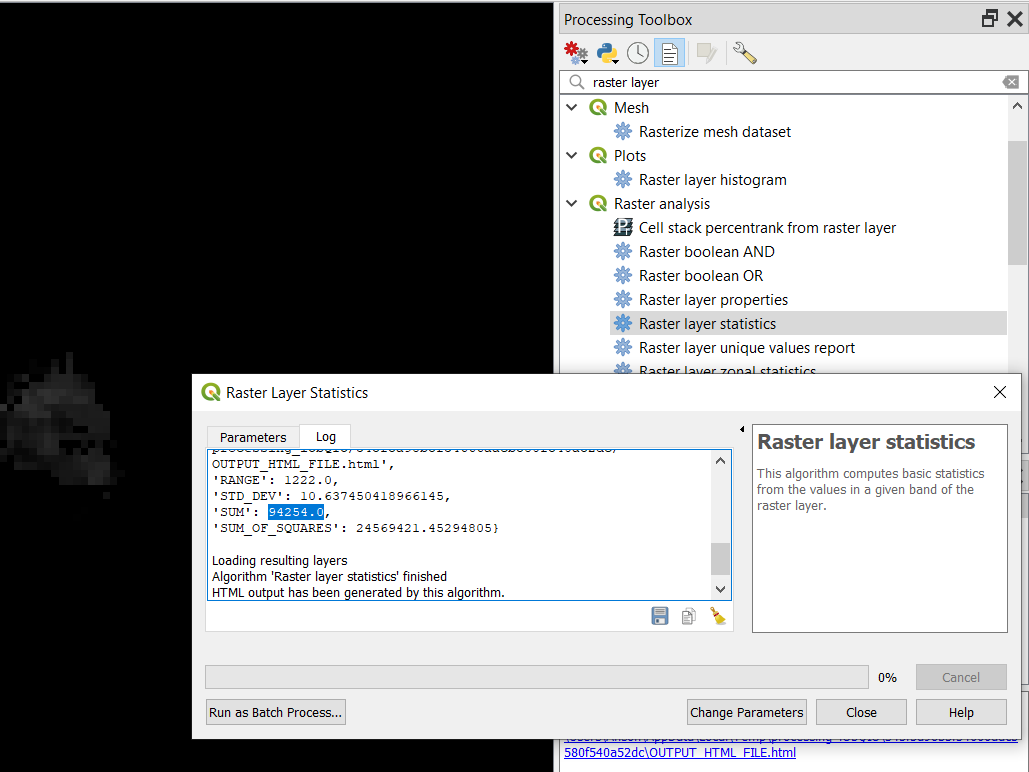 Processing Toolbox
raster layer
Mesh
Rasterize mesh dataset
Plots
Raster layer histogram
Raster analysis
Cell stack percentrank from raster layer
Raster boolean AND
Raster boolean OR
Raster layer properties
Raster layer statistics
Raster layer unique values report
Raster layer zonal statistics
Raster Layer Statistics
Parameters
Log
OUTPUT_HTML_FILE.html',
'RANGE': 1222.0,
'STD_DEV': 10.637450418966145,
'SUM': 94254.0,
'SUM_OF_SQUARES': 24569421.45294805}
Loading resulting layers
Algorithm 'Raster layer statistics' finished
HTML output has been generated by this algorithm.
Raster layer statistics
This algorithm computes basic statistics
from the values in a given band of the
raster layer.
0%
Cancel
Run as Batch Process...
Change Parameters
Close
Help
580f540a52dc\OUTPUT_HTML_FILE.html